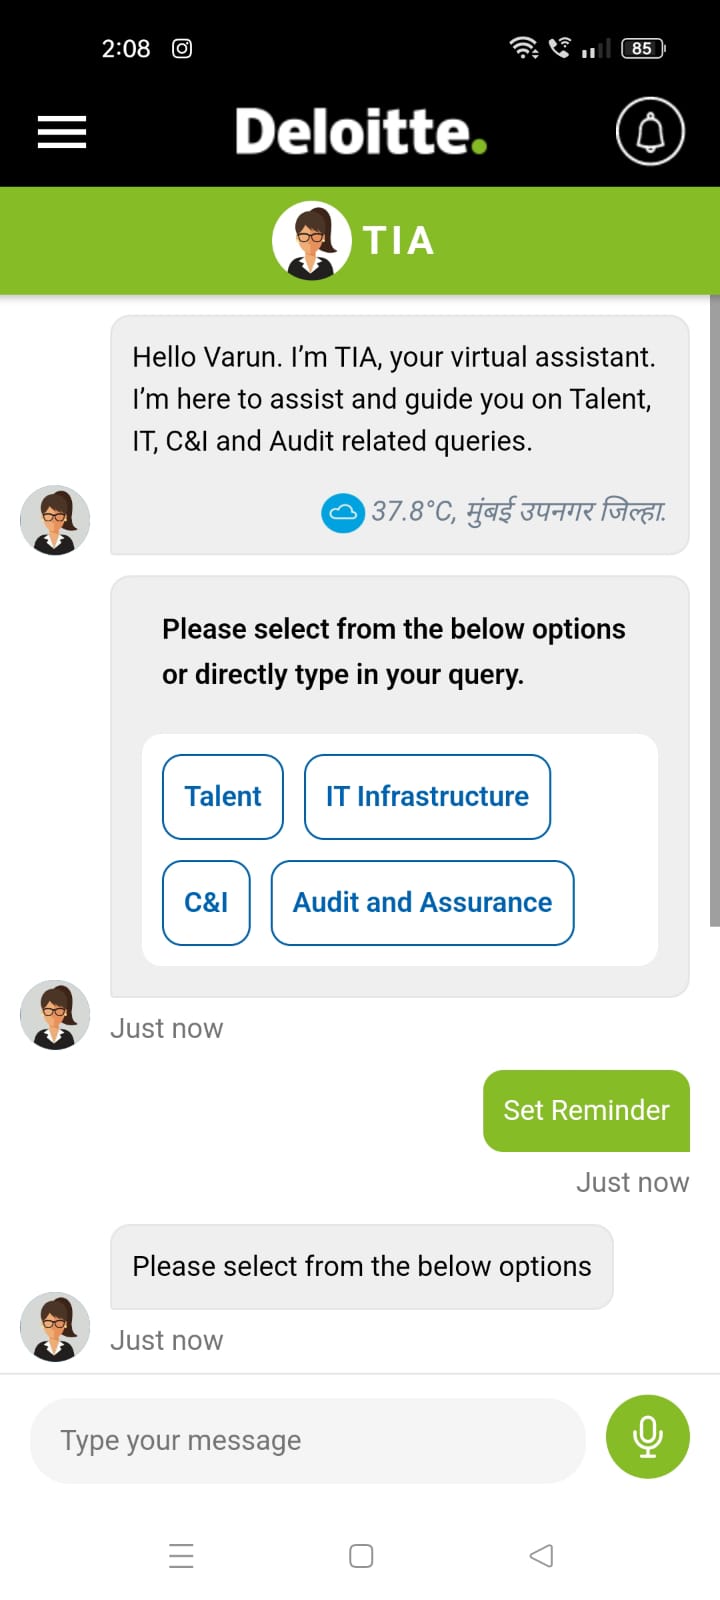 2:08
85
Deloitte.
TIA
Hello Varun. I'm TIA, your virtual assistant.
I'm here to assist and guide you on Talent,
IT, C&I and Audit related queries.
37.8°C, मुंबई उपनगर जिल्हा.
Please select from the below options
or directly type in your query.
Talent
IT Infrastructure
C&I
Audit and Assurance
Just now
Set Reminder
Just now
Please select from the below options
Just now
Type your message